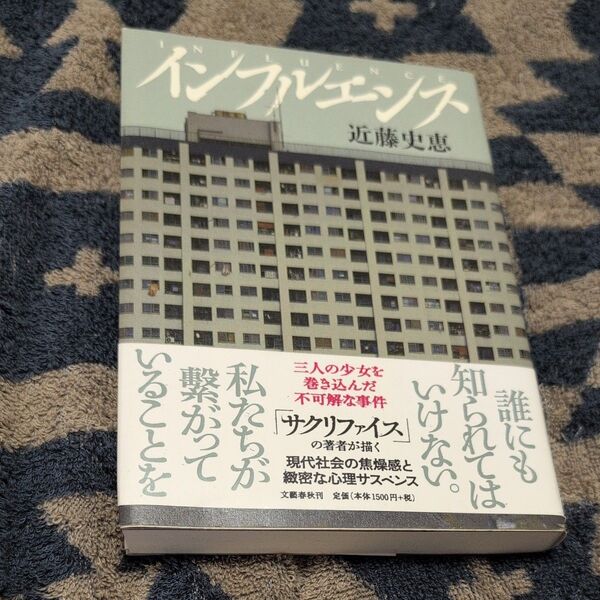 INFLUENCE
インフルエンス
近藤史恵
誰にも
知られては
いけない。
私たちが
繋がって
いることを
三人の少女を
巻き込んだ
不可解な事件
「サクリファイス」
の著者が描く
現代社会の焦燥感と
緻密な心理サスペンス
文藝春秋刊 定価(本体1500円+税)